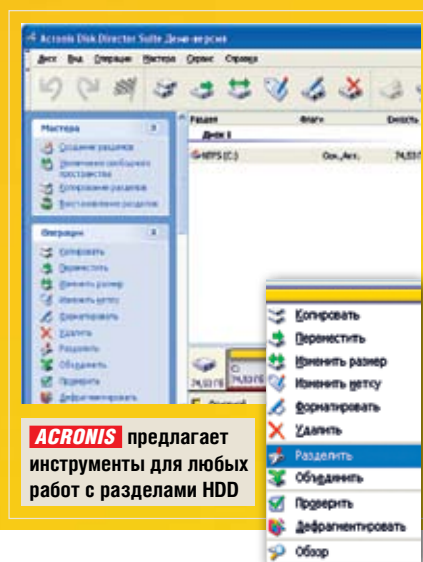 Acronis Disk Director Suite Демо-версия
Диск Вид Операции Мастера Сервис Справка
Раздел Флаги Емкость
Диск 1
NTFS (C:) Осн.,Акт. 74,53
Мастера
Создание разделов
Увеличение свободного
пространства
Копирование разделов
Восстановление разделов
Операции
Копировать
Переместить
Изменить размер
Изменить метку
Форматировать
Удалить
Разделить
Объединить
Проверить
Дефрагментировать
C:
74,53 Гб 74,53 Гб
Копировать
Переместить
Изменить размер
Изменить метку
Форматировать
Удалить
Разделить
Объединить
Проверить
Дефрагментировать
Обзор
ACRONIS предлагает
инструменты для любых
работ с разделами HDD